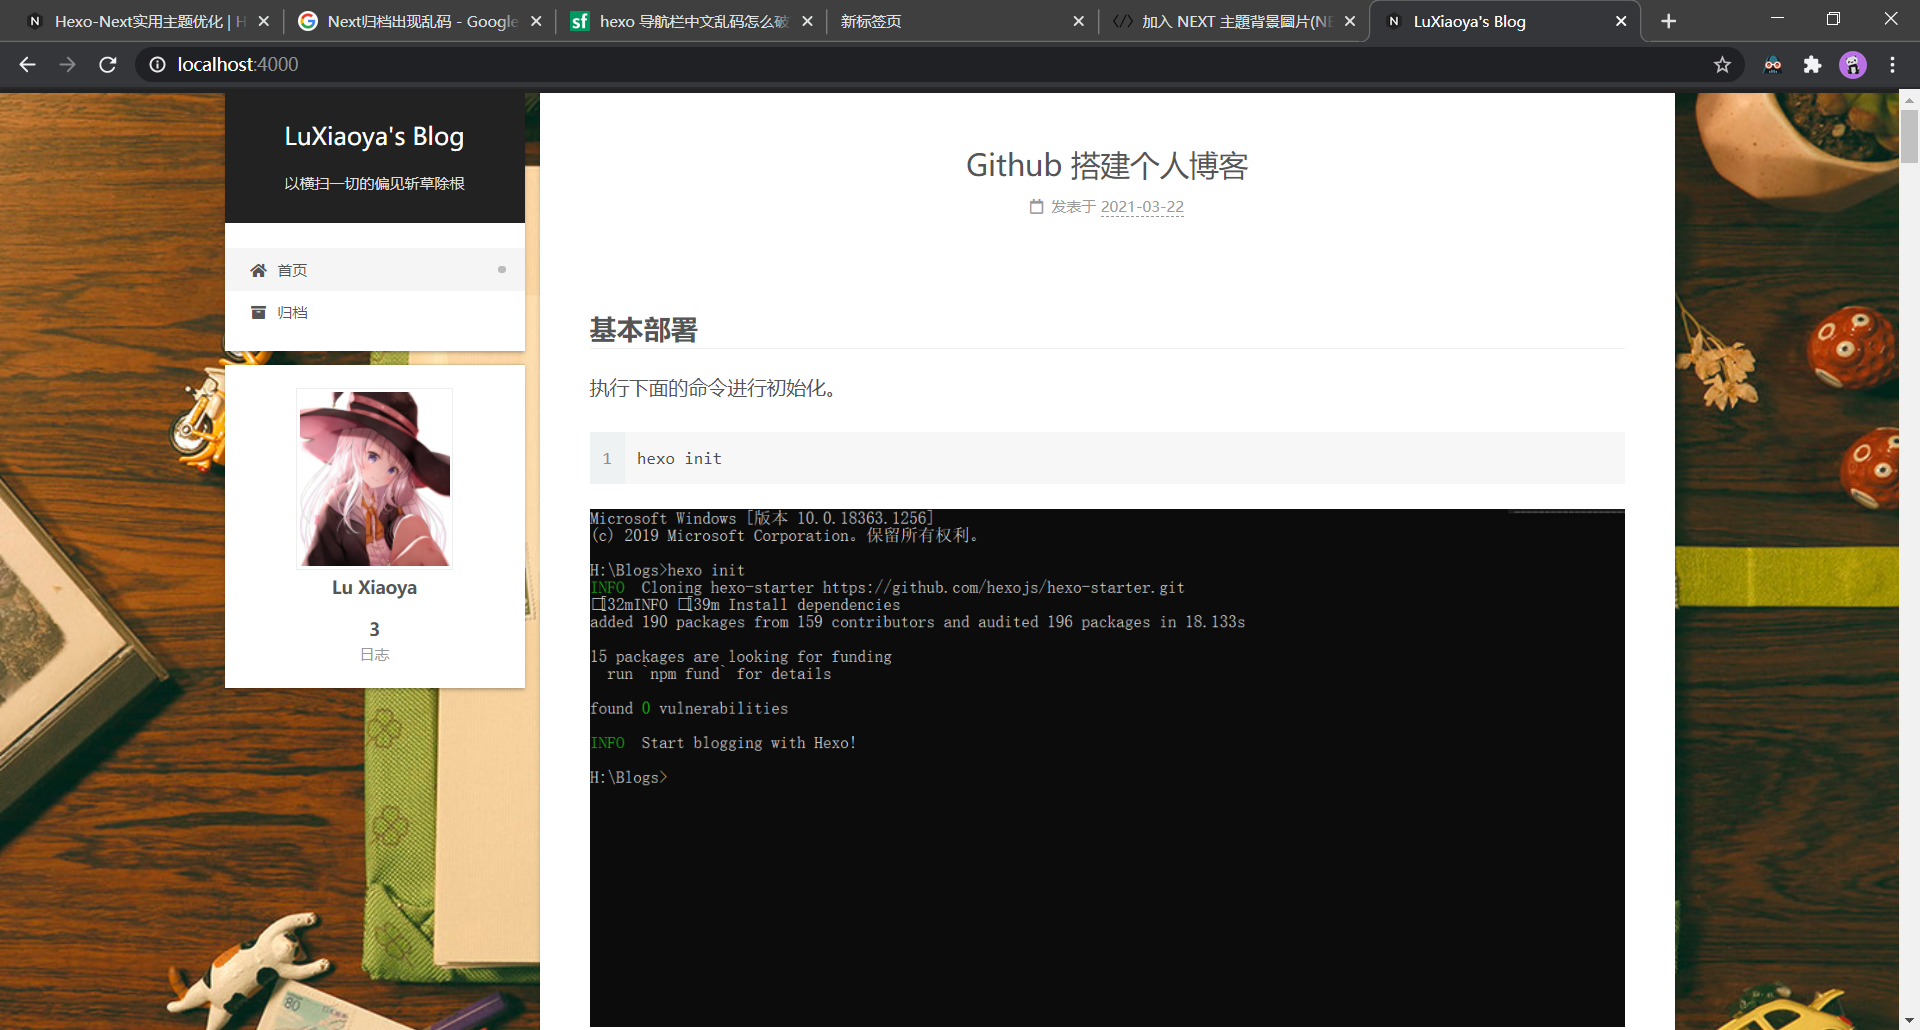 Hexo-Next实用主题优化 | H
Next归档出现乱码 - Google
hexo 导航栏中文乱码怎么破
新标签页
加入 NEXT 主題背景圖片(NE
LuXiaoya's Blog
localhost:4000
LuXiaoya's Blog
以横扫一切的偏见斩草除根
首页
归档
Lu Xiaoya
3
日志
Github 搭建个人博客
发表于 2021-03-22
基本部署
执行下面的命令进行初始化。
1 hexo init
Microsoft Windows [版本 10.0.18363.1256]
(c) 2019 Microsoft Corporation。保留所有权利。
H:\Blogs>hexo init
INFO  Cloning hexo-starter https://github.com/hexojs/hexo-starter.git
□[32mINFO □[39m Install dependencies
added 190 packages from 159 contributors and audited 196 packages in 18.133s
15 packages are looking for funding
  run `npm fund` for details
found 0 vulnerabilities
INFO  Start blogging with Hexo!
H:\Blogs>
80